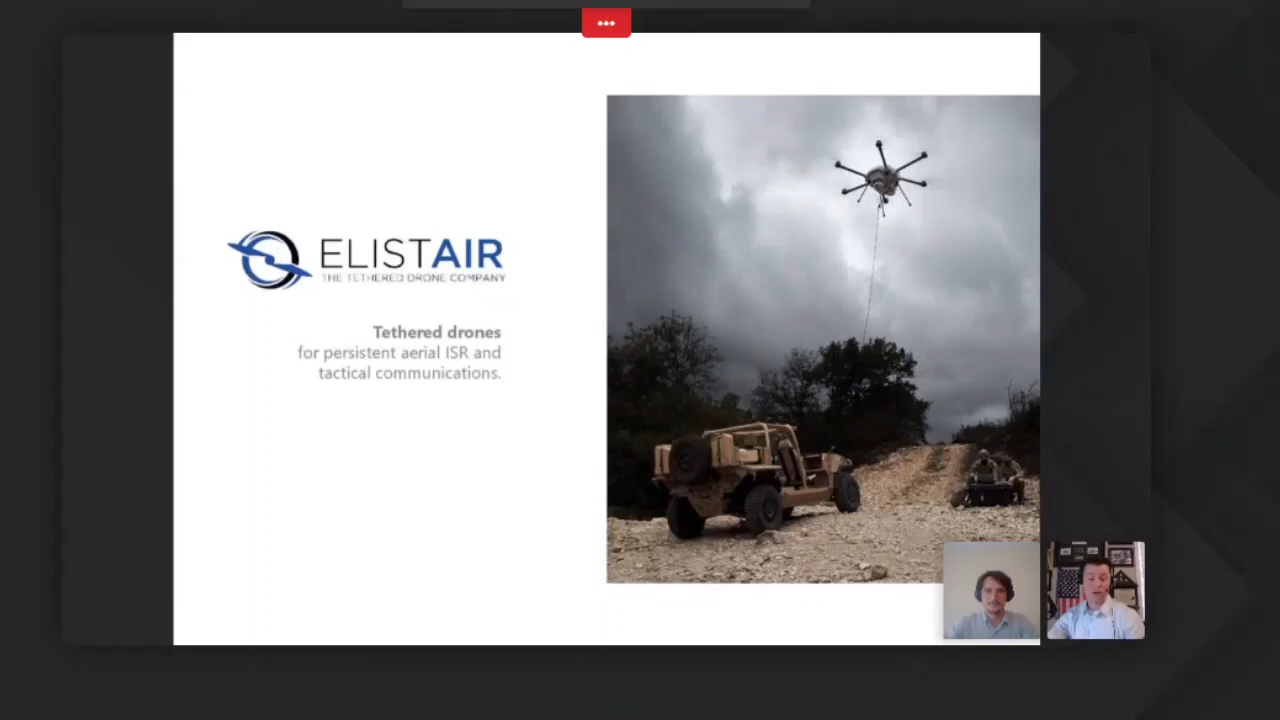 ELISTAIR
THE TETHERED DRONE COMPANY
Tethered drones
for persistent aerial ISR and
tactical communications.